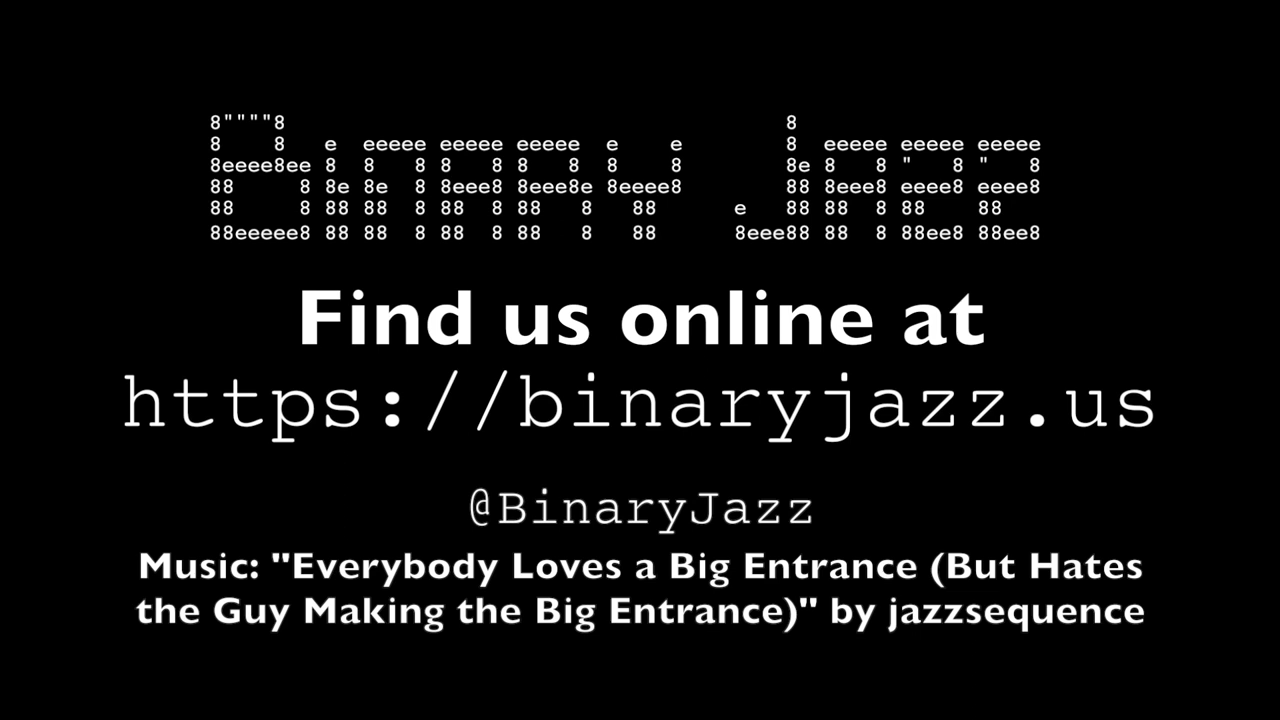 Binary Jazz
Find us online at
https://binaryjazz.us
@BinaryJazz
Music: "Everybody Loves a Big Entrance (But Hates
the Guy Making the Big Entrance)" by jazzsequence